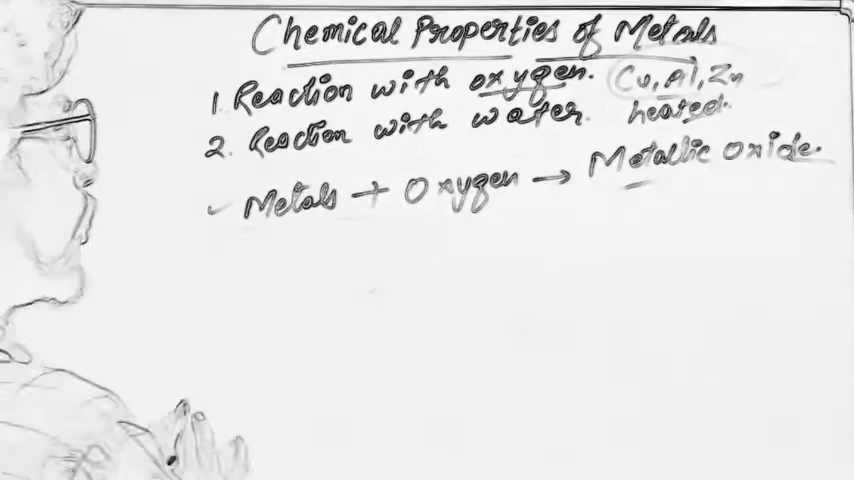 Chemical Properties of Metals
1. Reaction with oxygen. Cu, Al, Zn
2. Reaction with water. heated.
Metals + Oxygen → Metallic oxide.